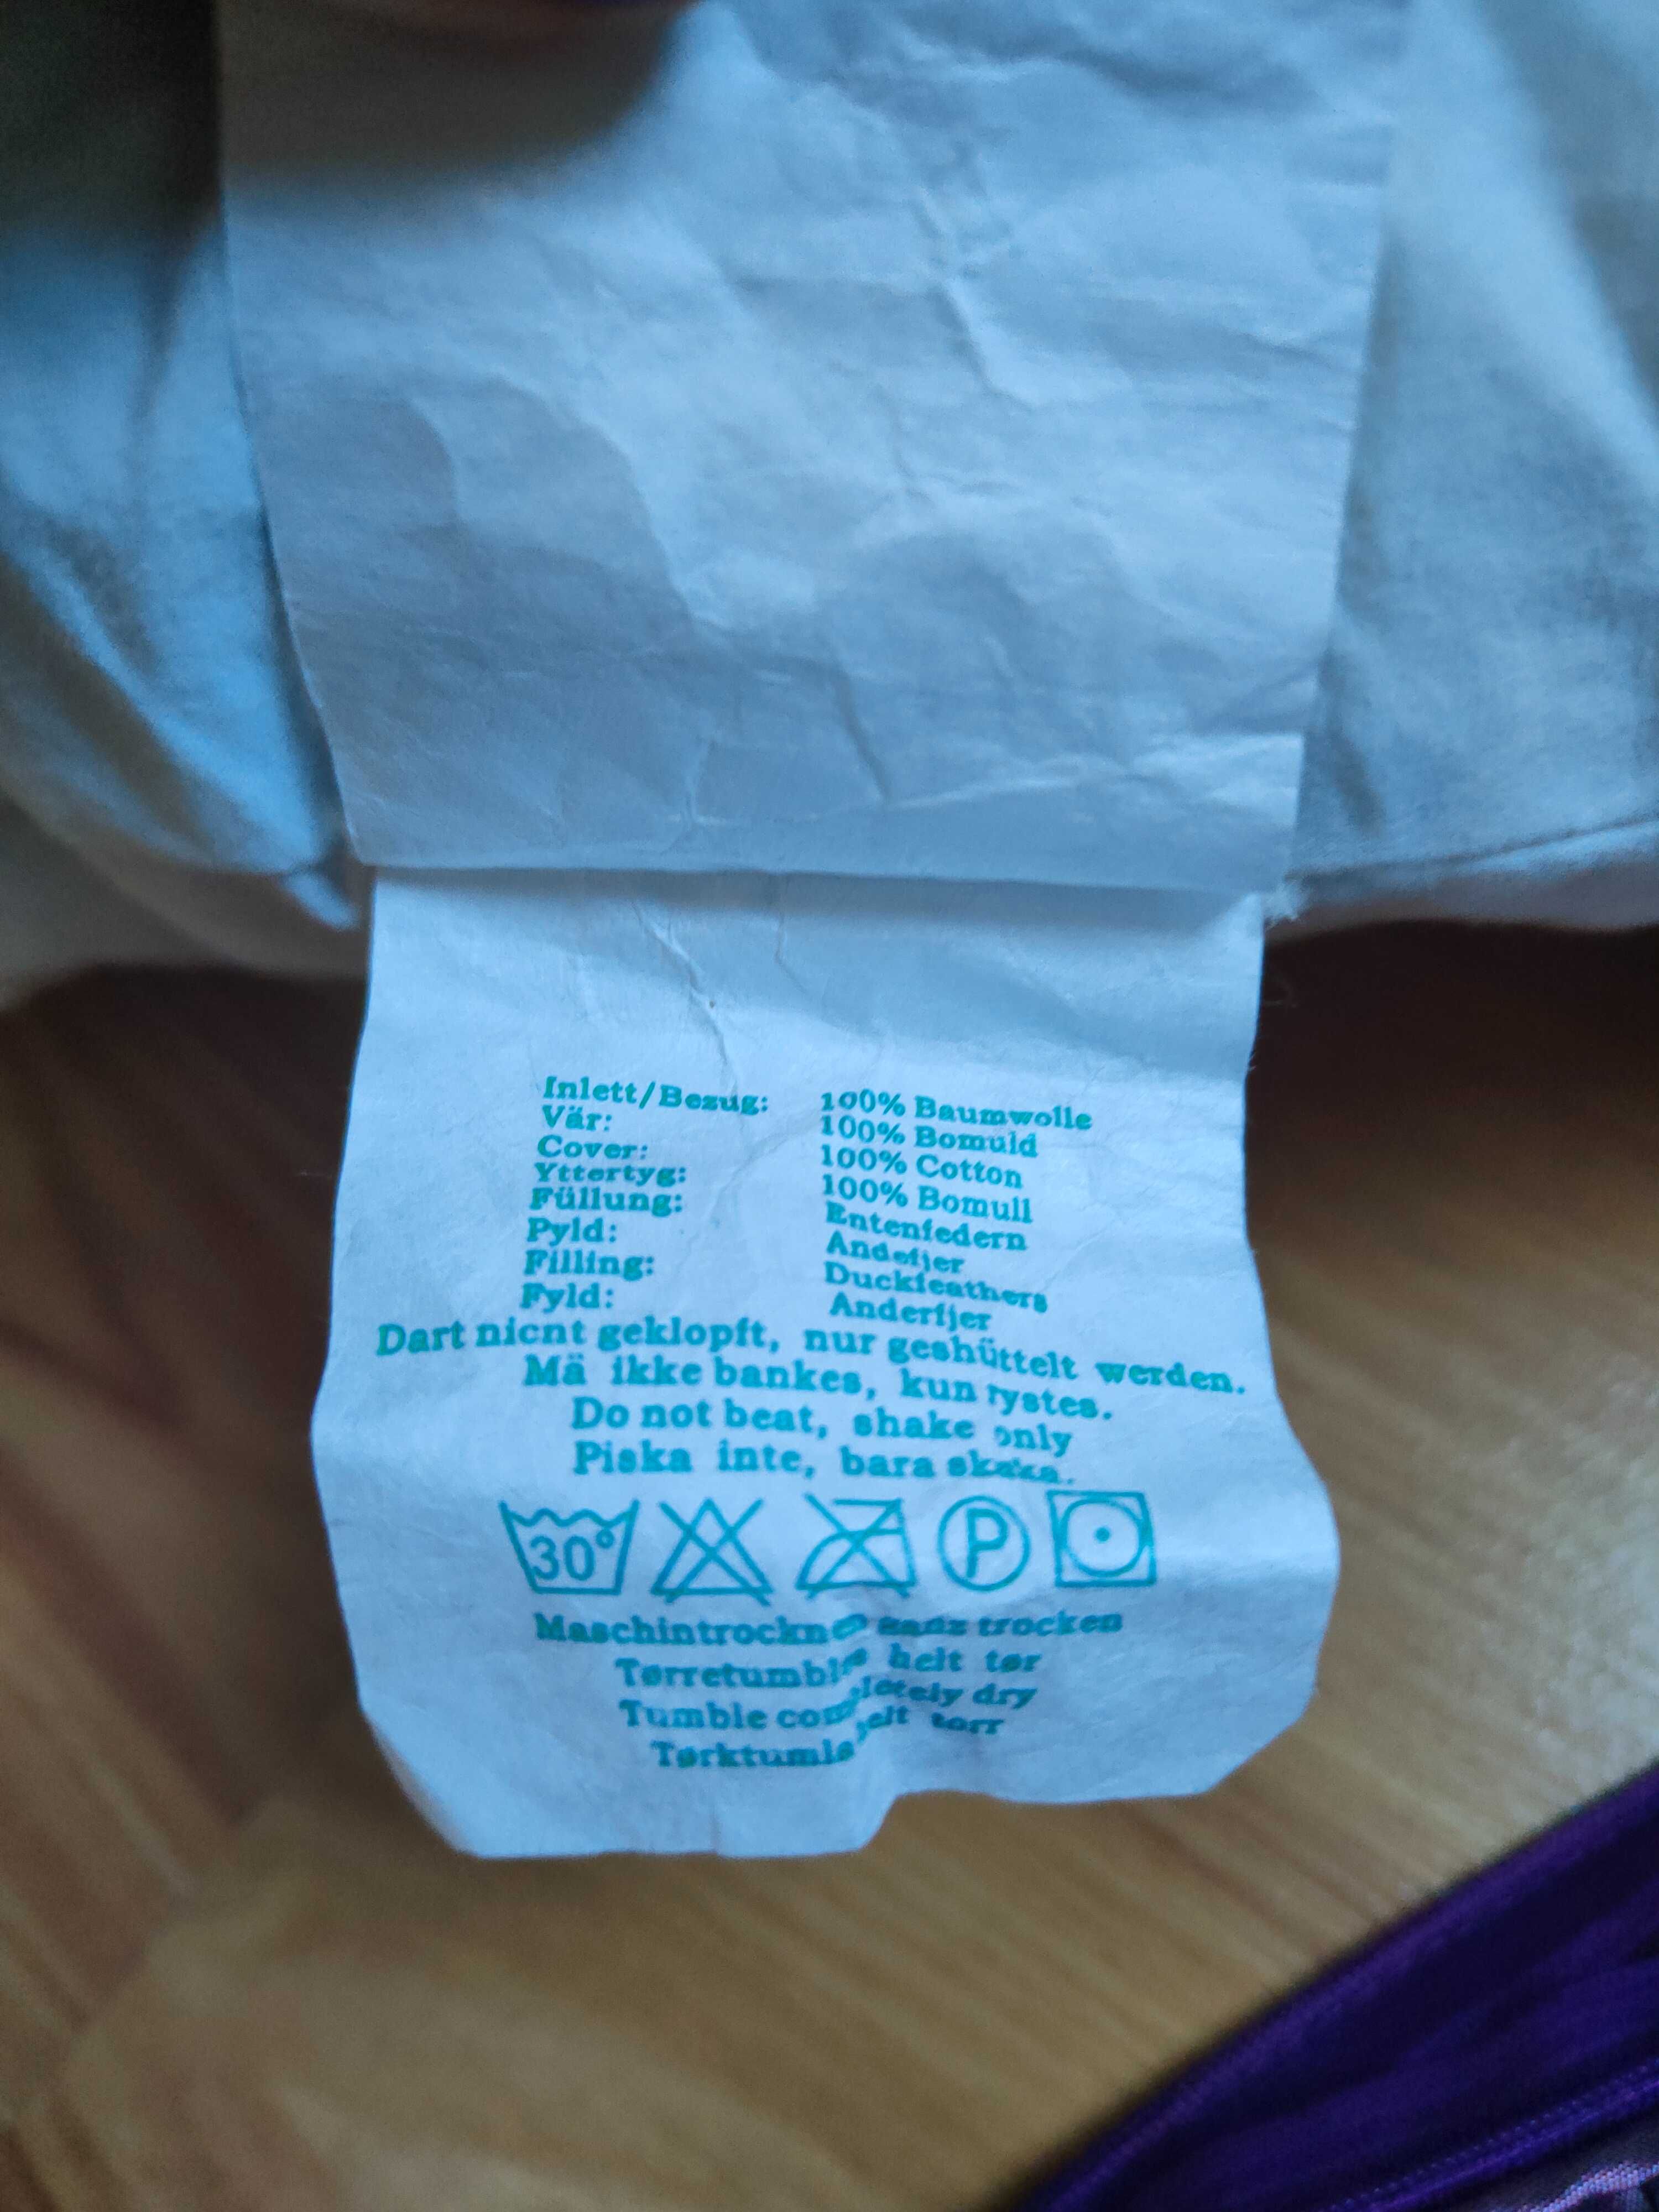 Inlett/Bezug: 100% Baumwolle
Vär: 100% Bomuld
Cover: 100% Cotton
Yttertyg: 100% Bomull
Füllung: Entenfedern
Pyld: Andefjer
Filling: Duckfeathers
Fyld: Anderfjer
Dart nicnt geklopft, nur geshüttelt werden.
Mä ikke bankes, kun rystes.
Do not beat, shake only
Piska inte, bara skaka.
30° P
Maschintrockne ganz trocken
Tørretumble helt tør
Tumble completely dry
Tørktumla helt torr